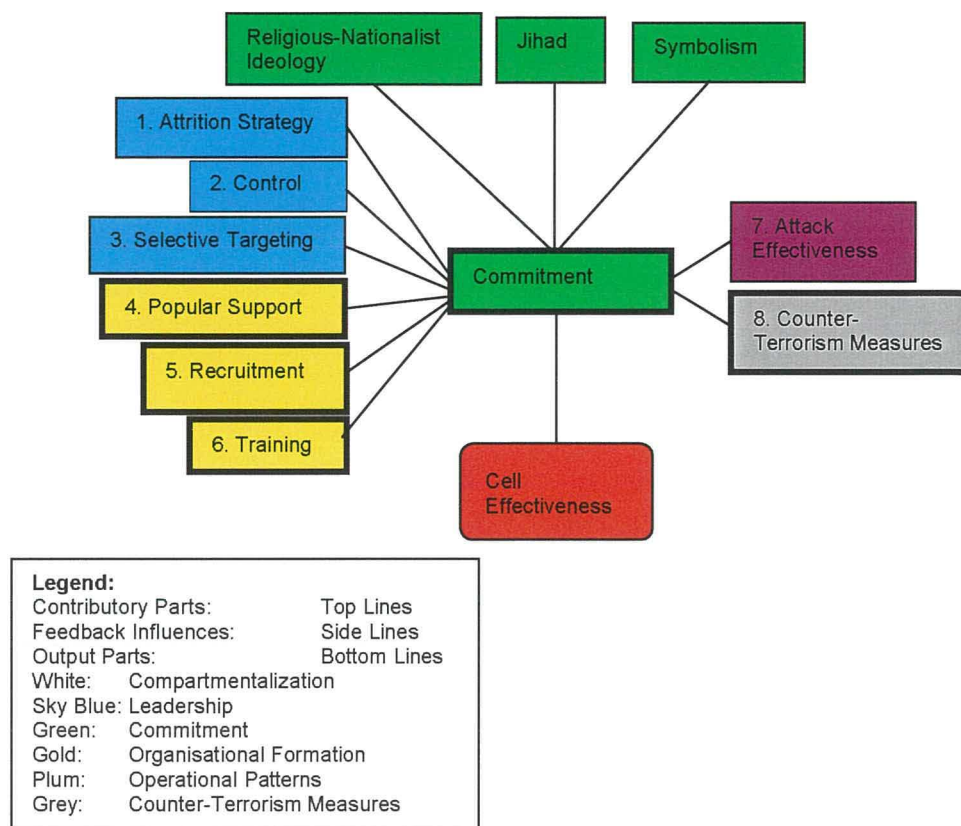 Religious-Nationalist
Ideology
Jihad
Symbolism
1. Attrition Strategy
2. Control
3. Selective Targeting
4. Popular Support
5. Recruitment
6. Training
Commitment
7. Attack
Effectiveness
8. Counter-
Terrorism Measures
Cell
Effectiveness
Legend:
Contributory Parts: Top Lines
Feedback Influences: Side Lines
Output Parts: Bottom Lines
White: Compartmentalization
Sky Blue: Leadership
Green: Commitment
Gold: Organisational Formation
Plum: Operational Patterns
Grey: Counter-Terrorism Measures